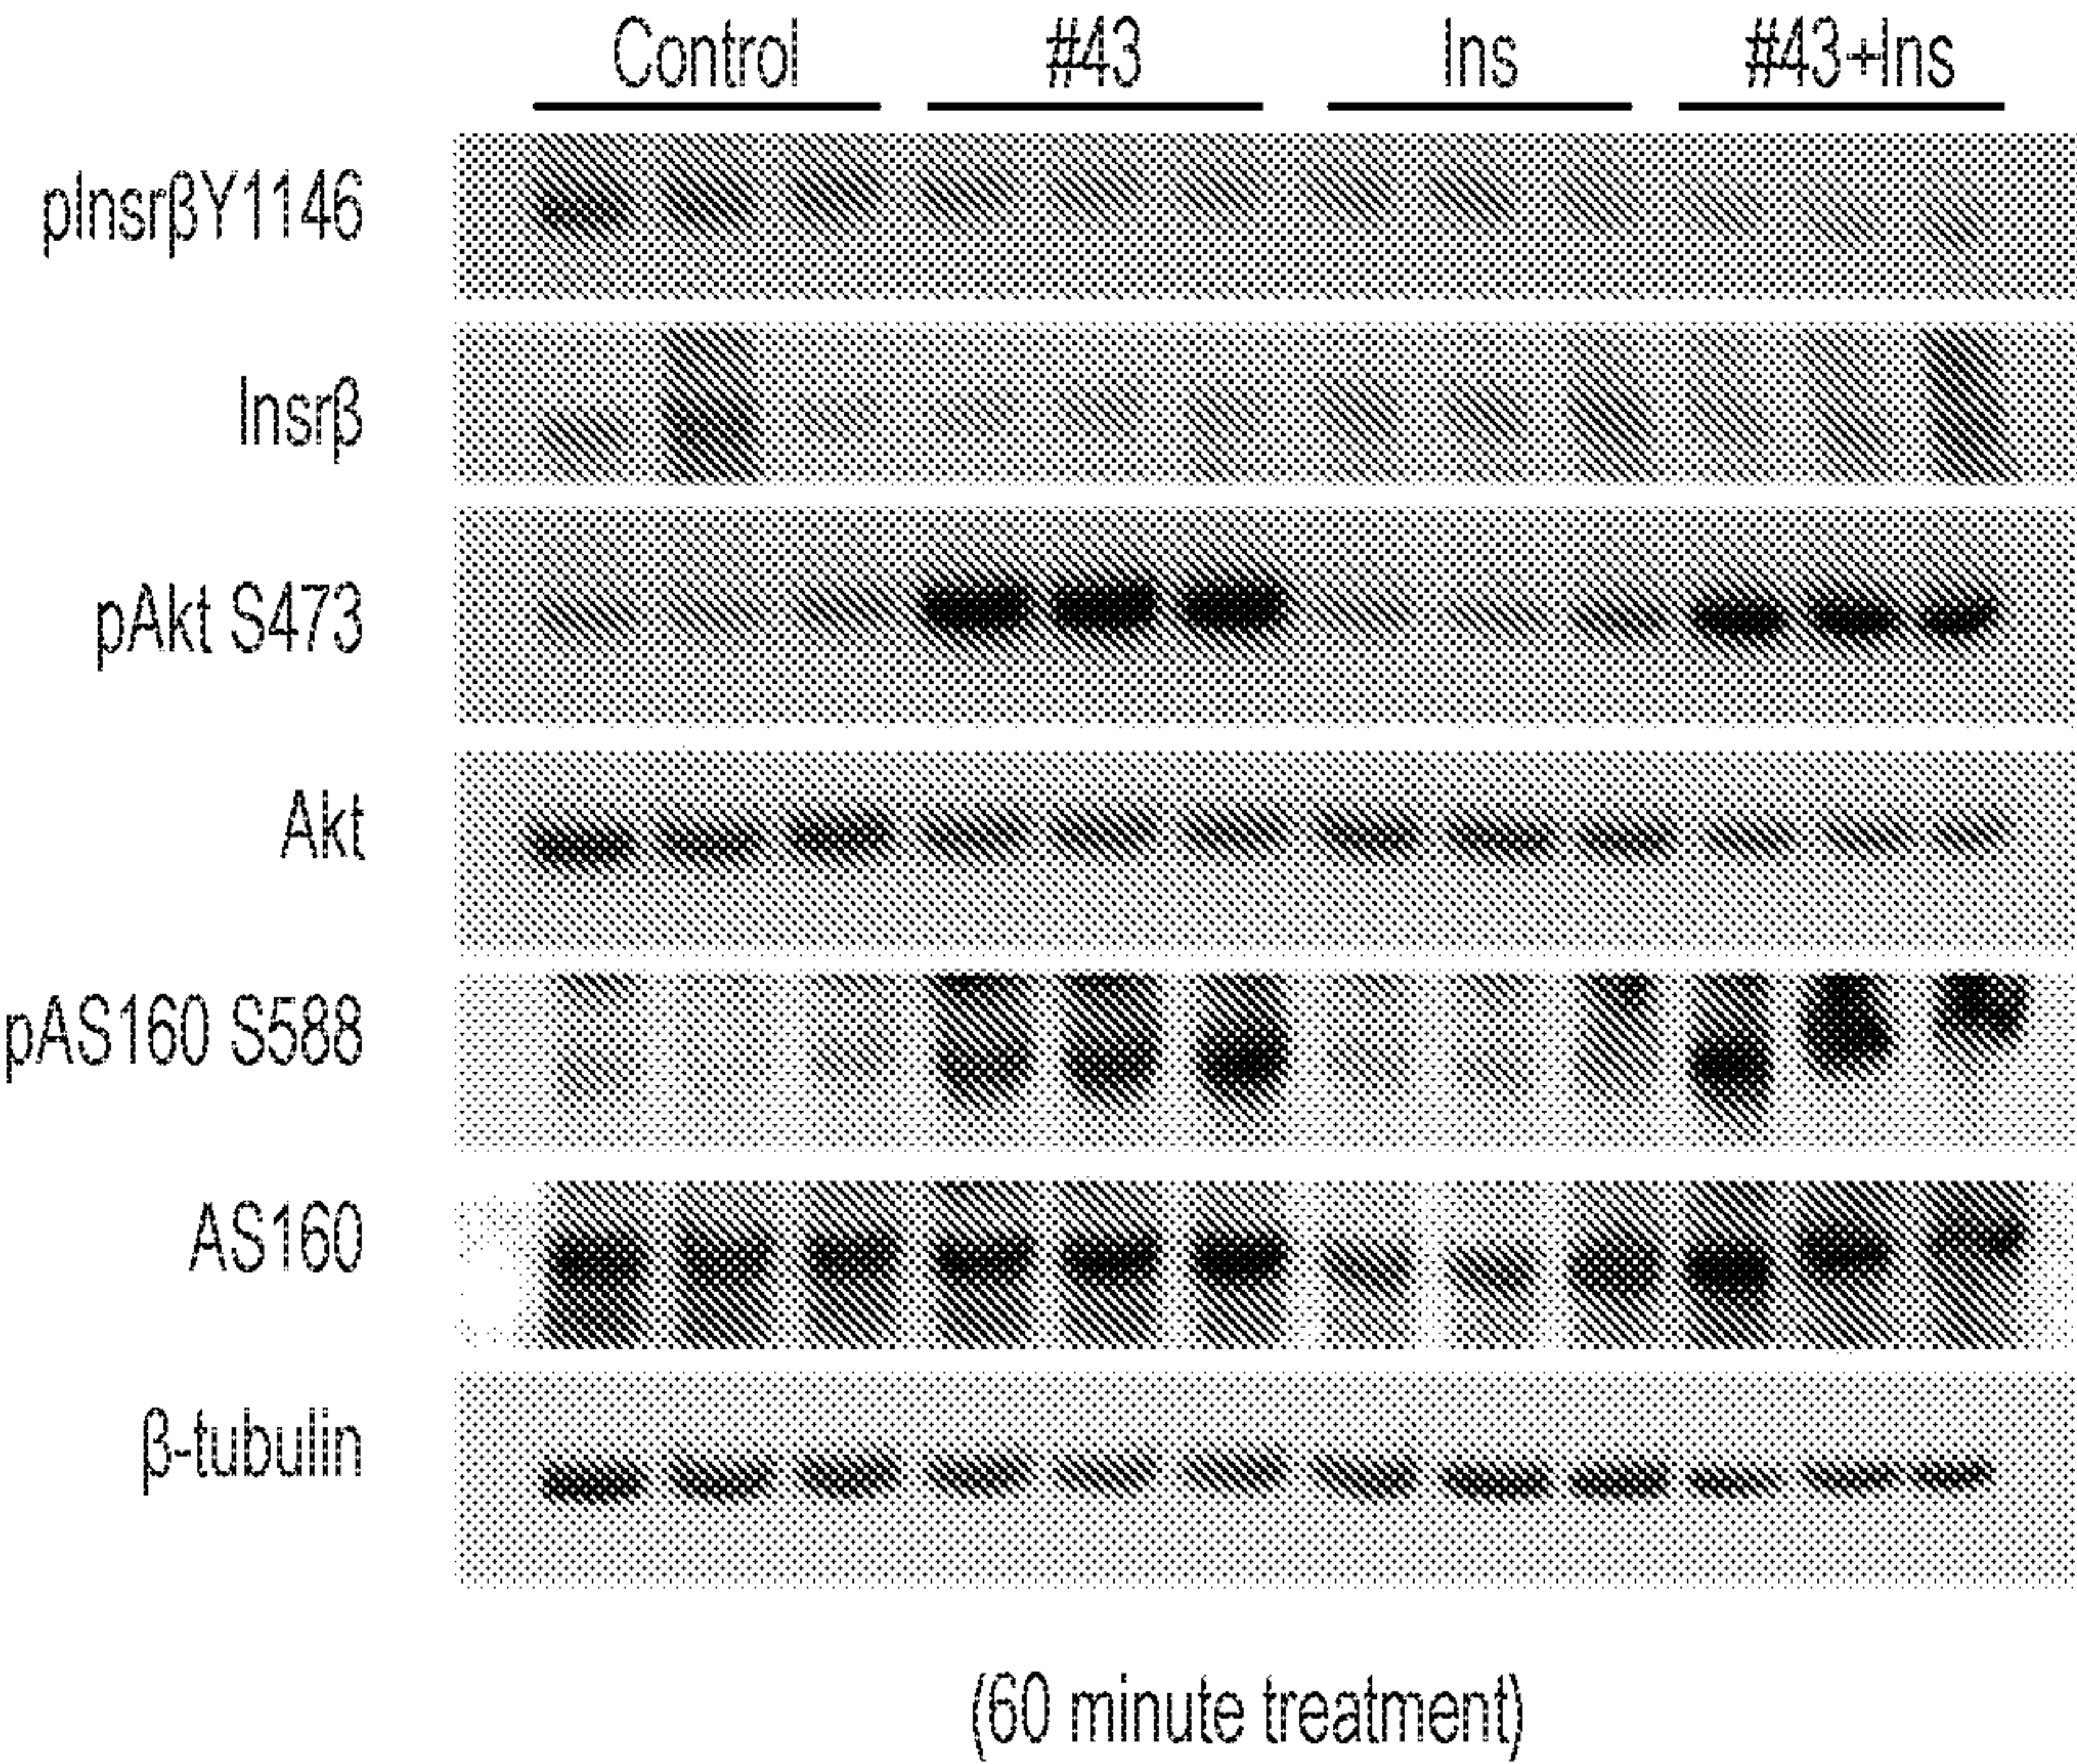 Control #43 Ins #43+Ins
pInsrβY1146
Insrβ
pAkt S473
Akt
pAS160 S588
AS160
β-tubulin
(60 minute treatment)